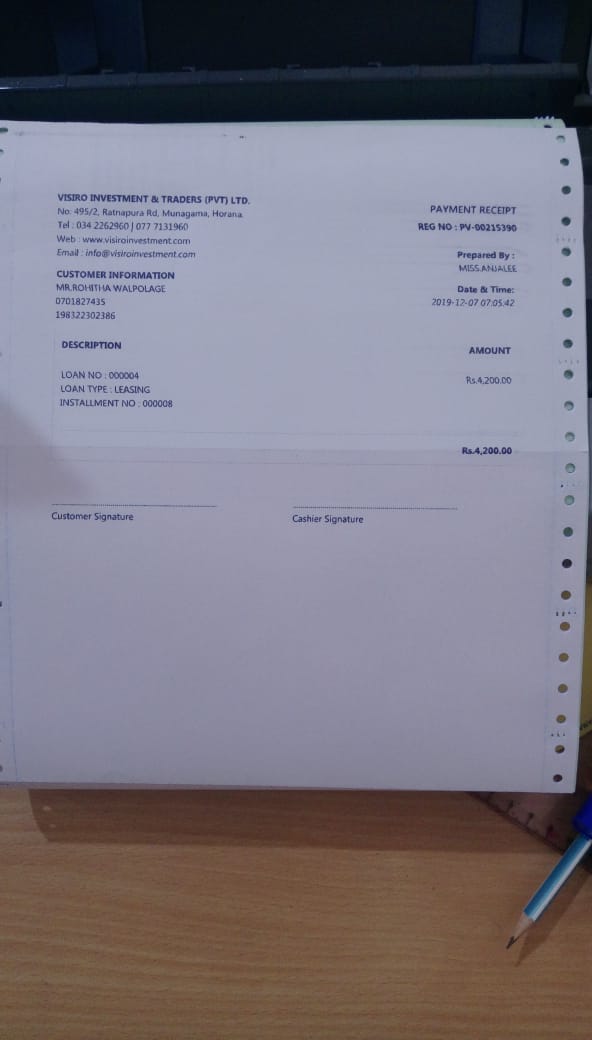 VISIRO INVESTMENT & TRADERS (PVT) LTD.
No: 495/2, Ratnapura Rd, Munagama, Horana.
Tel : 034 2262960 | 077 7131960
Web : www.visiroinvestment.com
Email : info@visiroinvestment.com
PAYMENT RECEIPT
REG NO : PV-00215390
Prepared By :
MISS.ANJALEE
Date & Time:
2019-12-07 07:05:42
CUSTOMER INFORMATION
MR.ROHITHA WALPOLAGE
0701827435
198322302386
DESCRIPTION
AMOUNT
LOAN NO : 000004
Rs.4,200.00
LOAN TYPE : LEASING
INSTALLMENT NO : 000008
Rs.4,200.00
Customer Signature
Cashier Signature